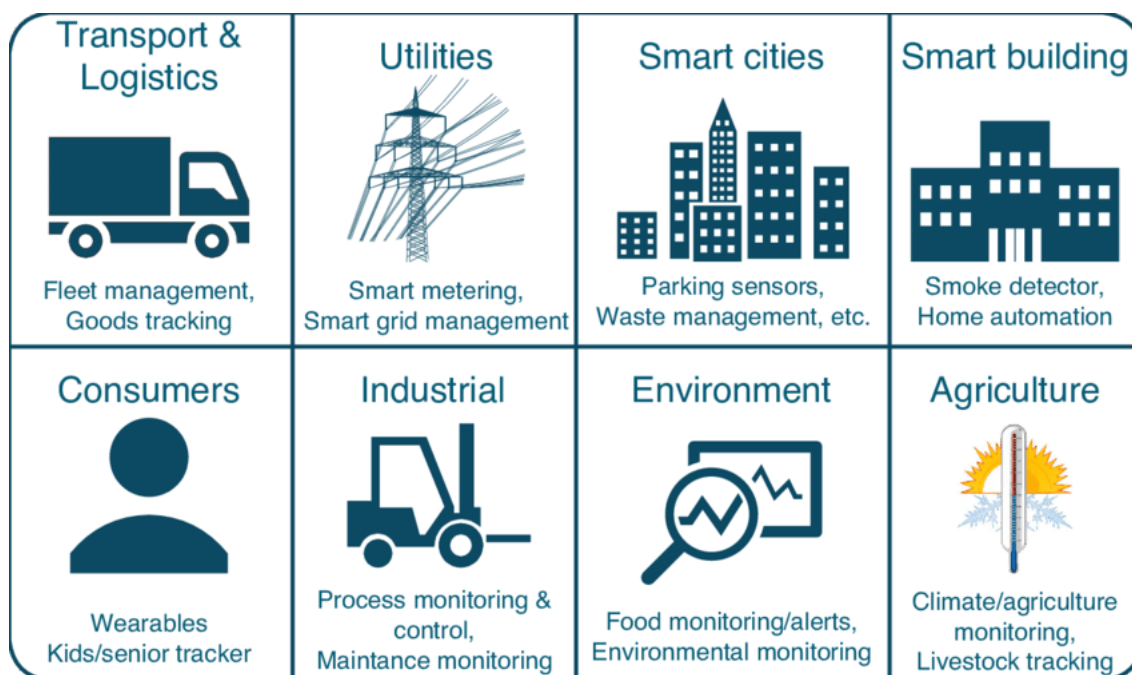 Transport &
Logistics
Fleet management,
Goods tracking
Utilities
Smart metering,
Smart grid management
Smart cities
Parking sensors,
Waste management, etc.
Smart building
Smoke detector,
Home automation
Consumers
Wearables
Kids/senior tracker
Industrial
Process monitoring &
control,
Maintance monitoring
Environment
Food monitoring/alerts,
Environmental monitoring
Agriculture
Climate/agriculture
monitoring,
Livestock tracking